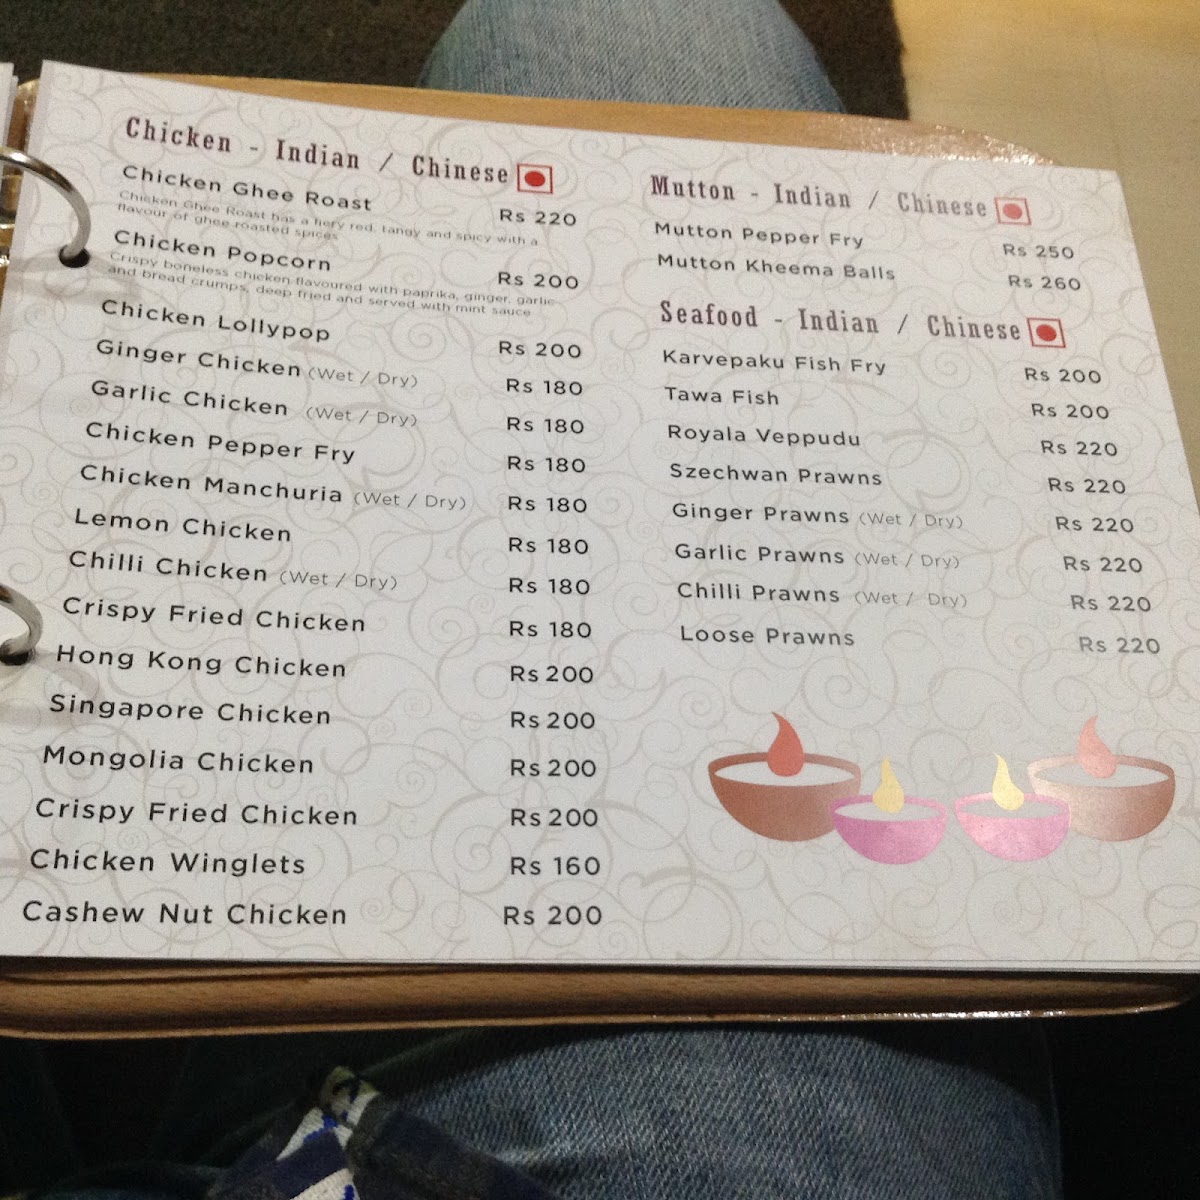 Chicken - Indian / Chinese
Chicken Ghee Roast Rs 220
Chicken Ghee Roast has a fiery red, tangy and spicy with a
flavour of ghee roasted spices
Chicken Popcorn Rs 200
Crispy boneless chicken flavoured with paprika, ginger, garlic
and bread crumps, deep fried and served with mint sauce
Chicken Lollypop Rs 200
Ginger Chicken (Wet / Dry) Rs 180
Garlic Chicken (Wet / Dry) Rs 180
Chicken Pepper Fry Rs 180
Chicken Manchuria (Wet / Dry) Rs 180
Lemon Chicken Rs 180
Chilli Chicken (Wet / Dry) Rs 180
Crispy Fried Chicken Rs 180
Hong Kong Chicken Rs 200
Singapore Chicken Rs 200
Mongolia Chicken Rs 200
Crispy Fried Chicken Rs 200
Chicken Winglets Rs 160
Cashew Nut Chicken Rs 200
Mutton - Indian / Chinese
Mutton Pepper Fry Rs 250
Mutton Kheema Balls Rs 260
Seafood - Indian / Chinese
Karvepaku Fish Fry Rs 200
Tawa Fish Rs 200
Royala Veppudu Rs 220
Szechwan Prawns Rs 220
Ginger Prawns (Wet / Dry) Rs 220
Garlic Prawns (Wet / Dry) Rs 220
Chilli Prawns (Wet / Dry) Rs 220
Loose Prawns Rs 220